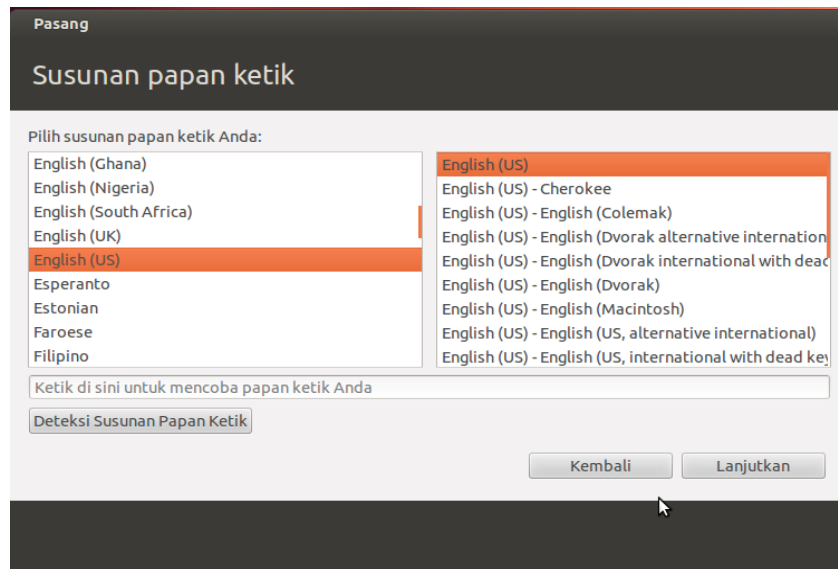 Pasang
Susunan papan ketik
Pilih susunan papan ketik Anda:
English (Ghana)
English (Nigeria)
English (South Africa)
English (UK)
English (US)
Esperanto
Estonian
Faroese
Filipino
English (US)
English (US) - Cherokee
English (US) - English (Colemak)
English (US) - English (Dvorak alternative internation
English (US) - English (Dvorak international with dead
English (US) - English (Dvorak)
English (US) - English (Macintosh)
English (US) - English (US, alternative international)
English (US) - English (US, international with dead key
Ketik di sini untuk mencoba papan ketik Anda
Deteksi Susunan Papan Ketik
Kembali
Lanjutkan